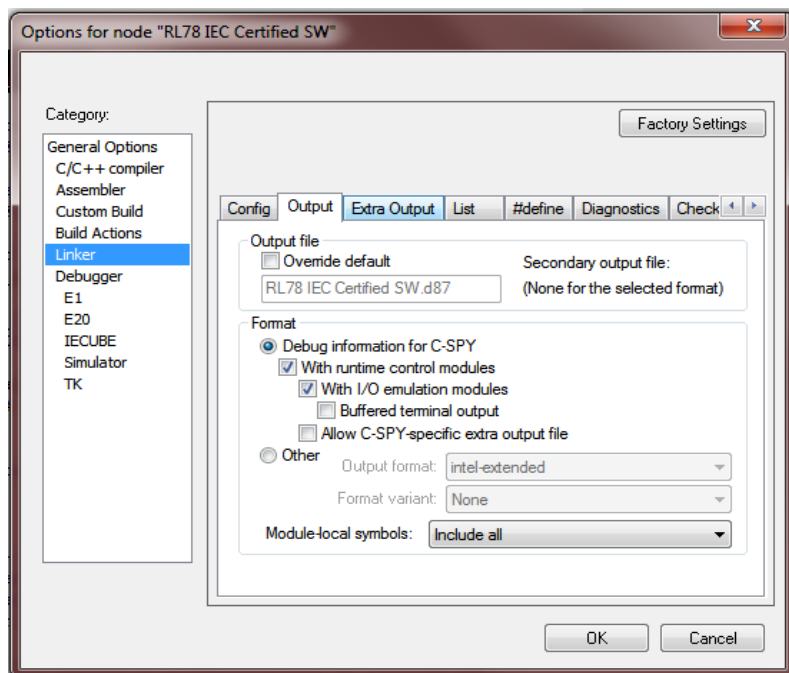 Options for node "RL78 IEC Certified SW"
Category:
General Options
C/C++ compiler
Assembler
Custom Build
Build Actions
Linker
Debugger
E1
E20
IECUBE
Simulator
TK
Factory Settings
Config Output Extra Output List #define Diagnostics Check
Output file
Override default
RL78 IEC Certified SW.d87
Secondary output file:
(None for the selected format)
Format
Debug information for C-SPY
With runtime control modules
With I/O emulation modules
Buffered terminal output
Allow C-SPY-specific extra output file
Other
Output format: intel-extended
Format variant: None
Module-local symbols: Include all
OK Cancel